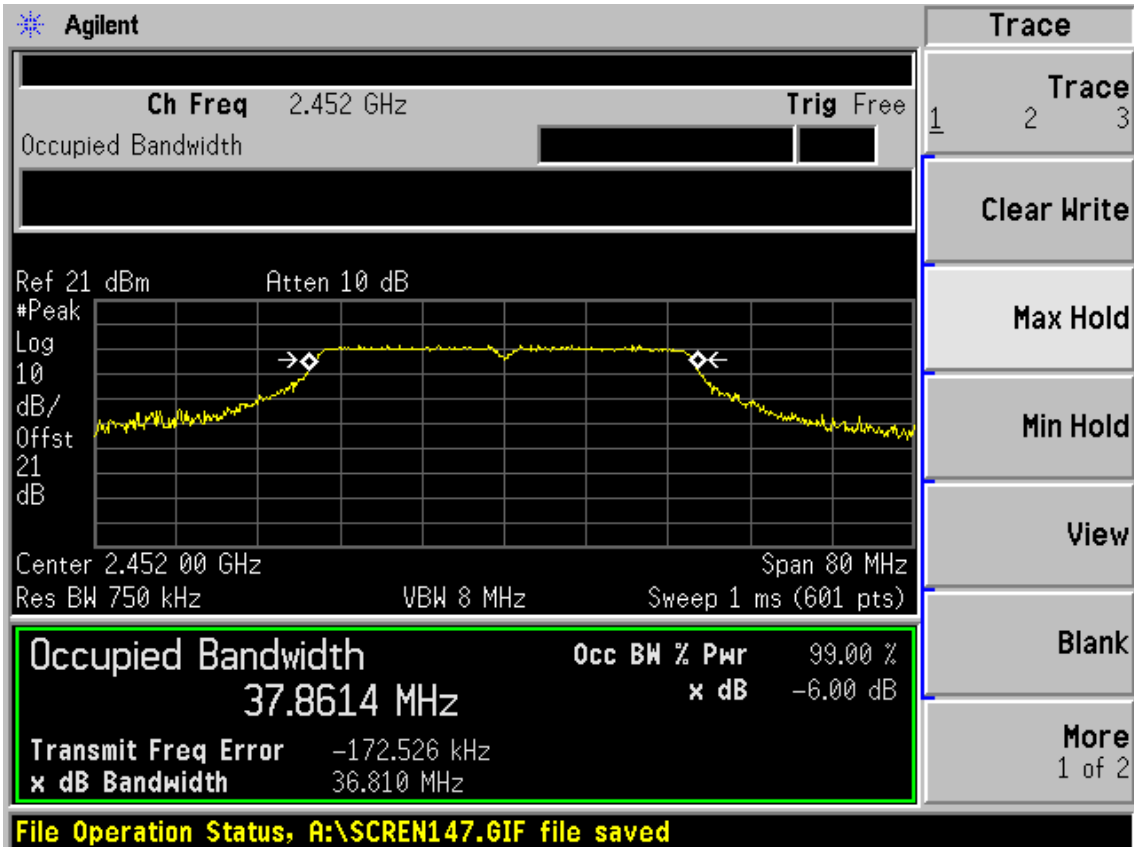 Agilent
Trace
Ch Freq 2.452 GHz Trig Free
Occupied Bandwidth
Ref 21 dBm Atten 10 dB
#Peak
Log
10
dB/
Offst
21
dB
Center 2.452 00 GHz Span 80 MHz
Res BW 750 kHz VBW 8 MHz Sweep 1 ms (601 pts)
Occupied Bandwidth
37.8614 MHz
Occ BW % Pwr 99.00 %
x dB -6.00 dB
Transmit Freq Error -172.526 kHz
x dB Bandwidth 36.810 MHz
Trace
1 2 3
Clear Write
Max Hold
Min Hold
View
Blank
More
1 of 2
File Operation Status, A:\SCREN147.GIF file saved